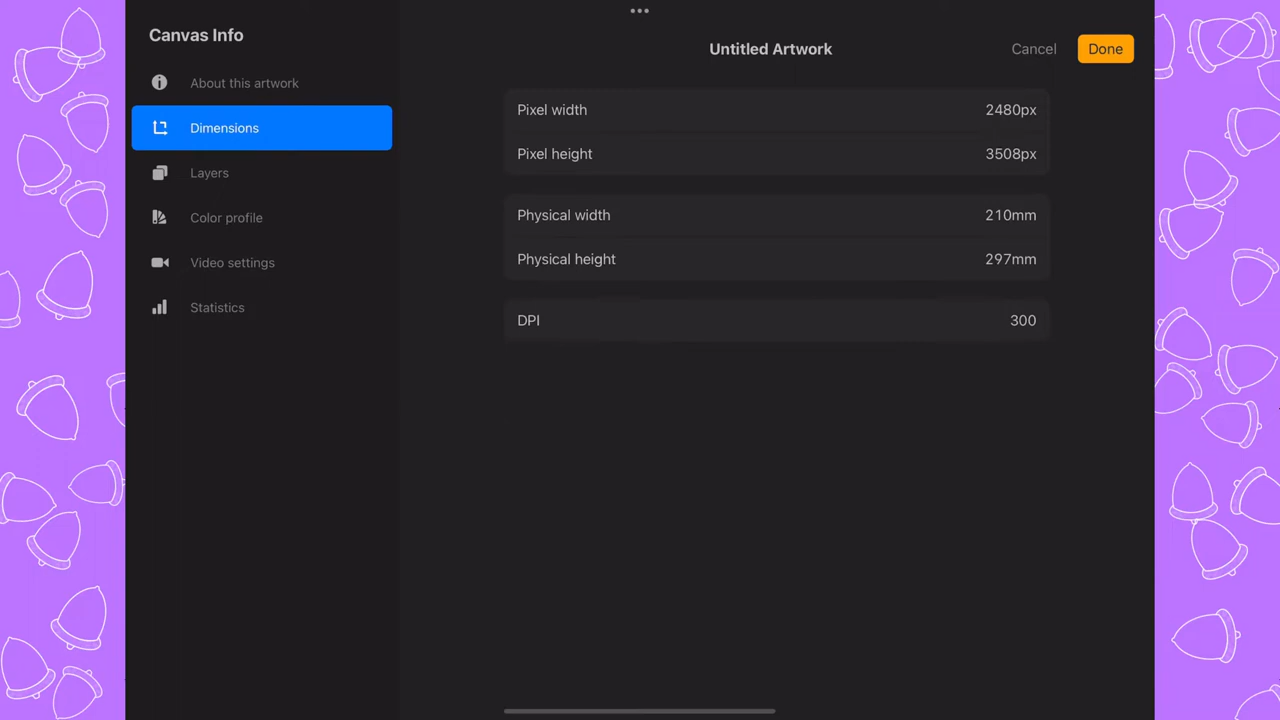 Canvas Info
About this artwork
Dimensions
Layers
Color profile
Video settings
Statistics
Untitled Artwork
Cancel
Done
Pixel width 2480px
Pixel height 3508px
Physical width 210mm
Physical height 297mm
DPI 300